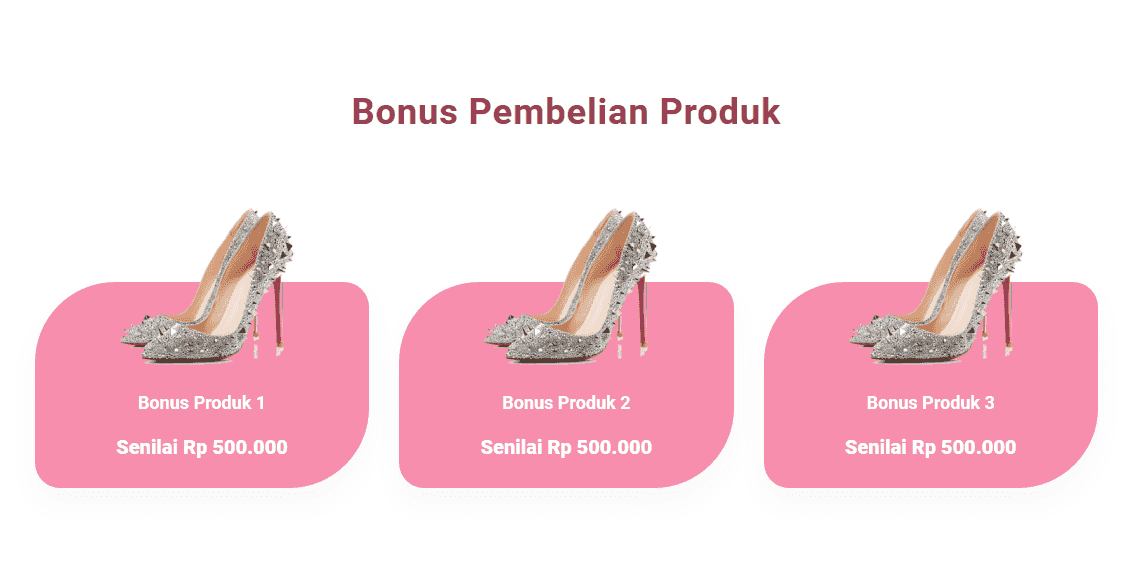 Bonus Pembelian Produk
Bonus Produk 1
Senilai Rp 500.000
Bonus Produk 2
Senilai Rp 500.000
Bonus Produk 3
Senilai Rp 500.000